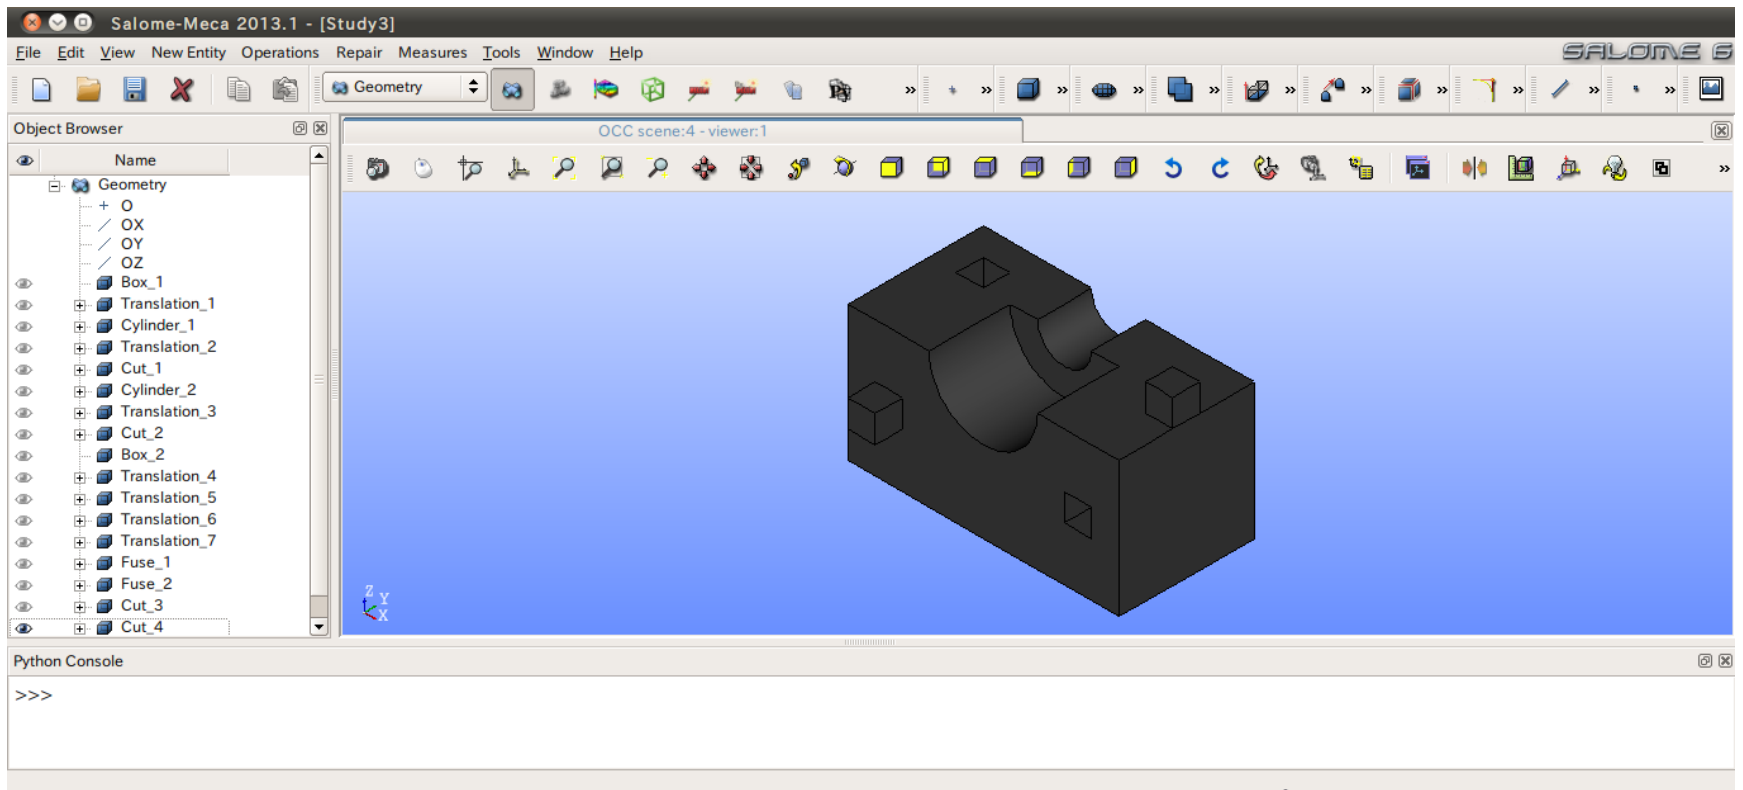 Salome-Meca 2013.1 - [Study3]
File Edit View New Entity Operations Repair Measures Tools Window Help
SALOME 6
Geometry
Object Browser
OCC scene:4 - viewer:1
Name
Geometry
O
OX
OY
OZ
Box_1
Translation_1
Cylinder_1
Translation_2
Cut_1
Cylinder_2
Translation_3
Cut_2
Box_2
Translation_4
Translation_5
Translation_6
Translation_7
Fuse_1
Fuse_2
Cut_3
Cut_4
Z
Y
X
Python Console
>>>